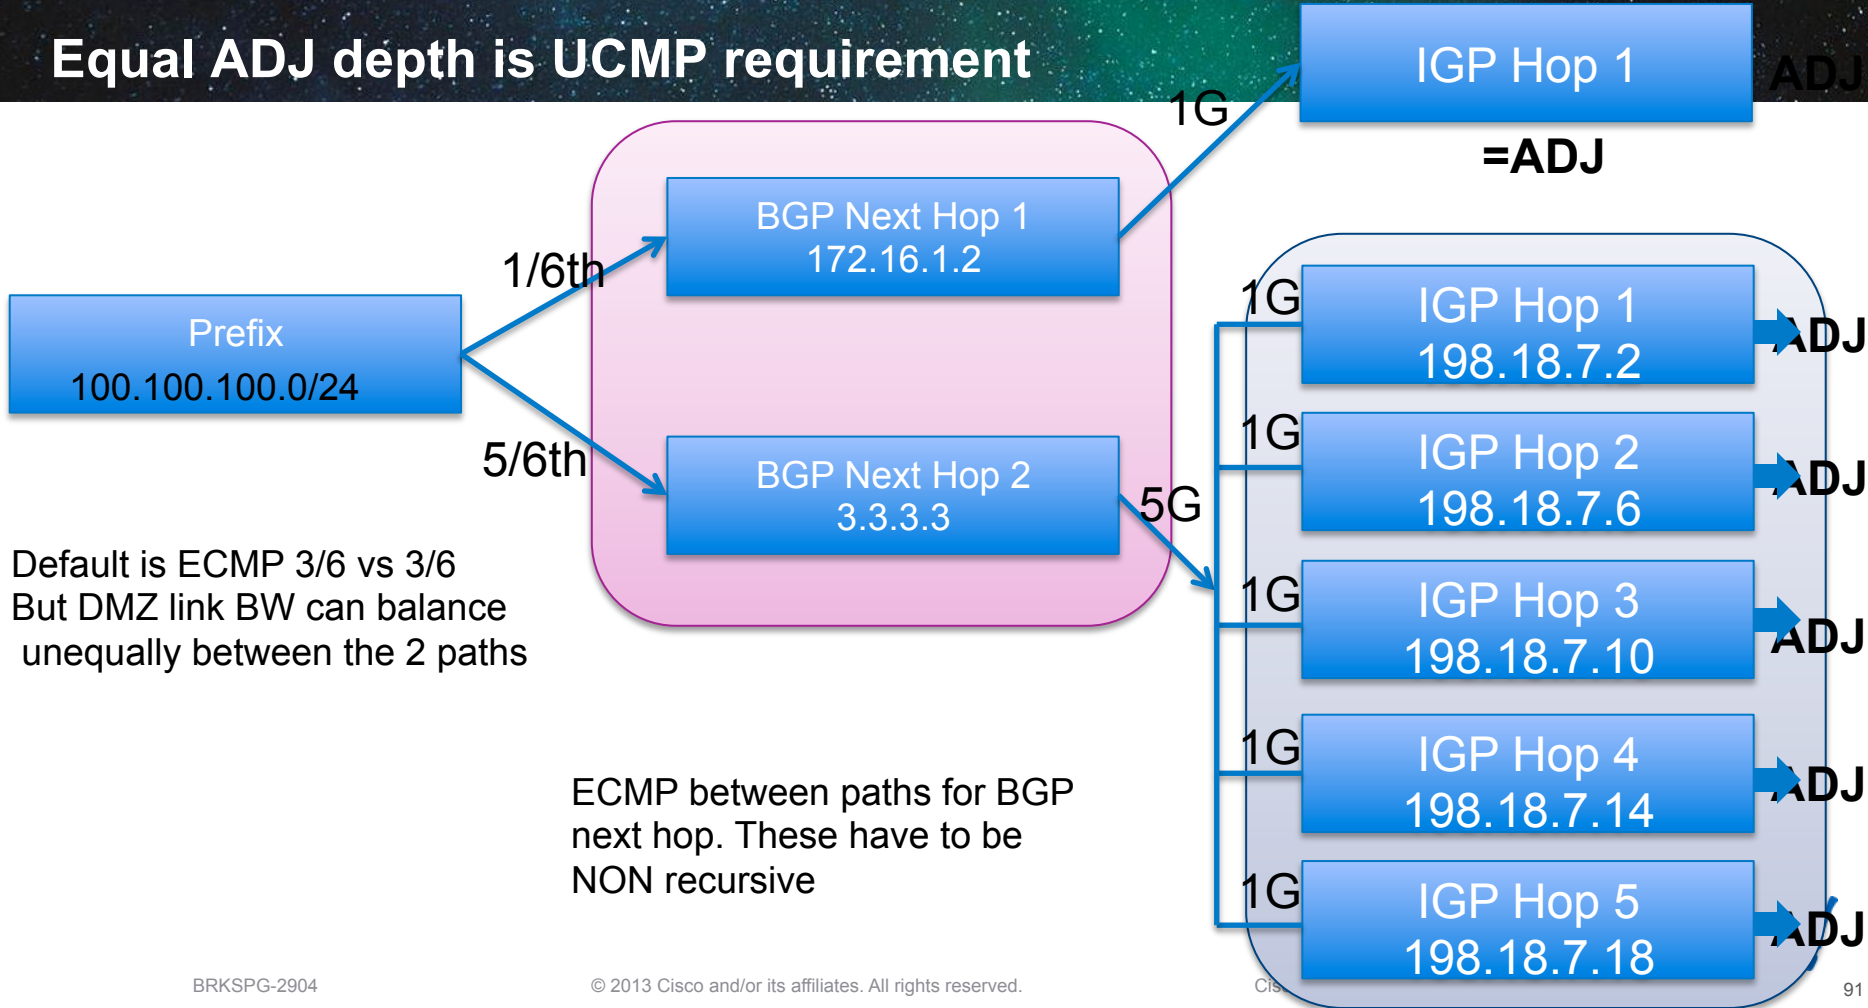 Equal ADJ depth is UCMP requirement
IGP Hop 1
ADJ
1G
=ADJ
BGP Next Hop 1
172.16.1.2
1/6th
Prefix
100.100.100.0/24
5/6th
BGP Next Hop 2
3.3.3.3
5G
1G
IGP Hop 1
198.18.7.2
ADJ
1G
IGP Hop 2
198.18.7.6
ADJ
1G
IGP Hop 3
198.18.7.10
ADJ
1G
IGP Hop 4
198.18.7.14
ADJ
1G
IGP Hop 5
198.18.7.18
ADJ
Default is ECMP 3/6 vs 3/6
But DMZ link BW can balance
unequally between the 2 paths
ECMP between paths for BGP
next hop. These have to be
NON recursive
BRKSPG-2904
© 2013 Cisco and/or its affiliates. All rights reserved.
91